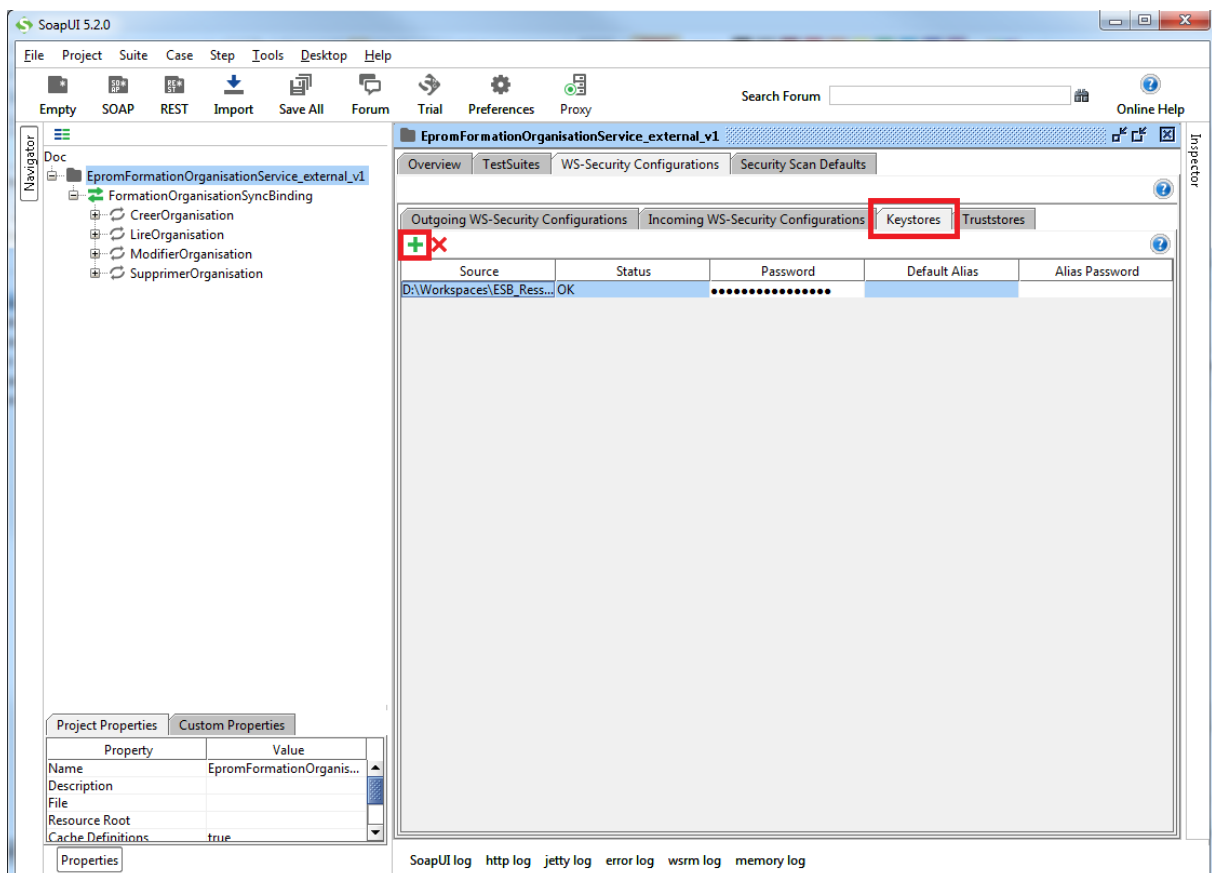 SoapUI 5.2.0
File Project Suite Case Step Tools Desktop Help
Empty SOAP REST Import Save All Forum Trial Preferences Proxy Search Forum Online Help
Navigator
Doc
EpromFormationOrganisationService_external_v1
FormationOrganisationSyncBinding
CreerOrganisation
LireOrganisation
ModifierOrganisation
SupprimerOrganisation
EpromFormationOrganisationService_external_v1
Overview TestSuites WS-Security Configurations Security Scan Defaults
Outgoing WS-Security Configurations Incoming WS-Security Configurations Keystores Truststores
Source Status Password Default Alias Alias Password
D:\Workspaces\ESB_Ress... OK ••••••••••••••••
Inspector
Project Properties Custom Properties
Property Value
Name EpromFormationOrganis...
Description
File
Resource Root
Cache Definitions true
Properties
SoapUI log http log jetty log error log wsrm log memory log